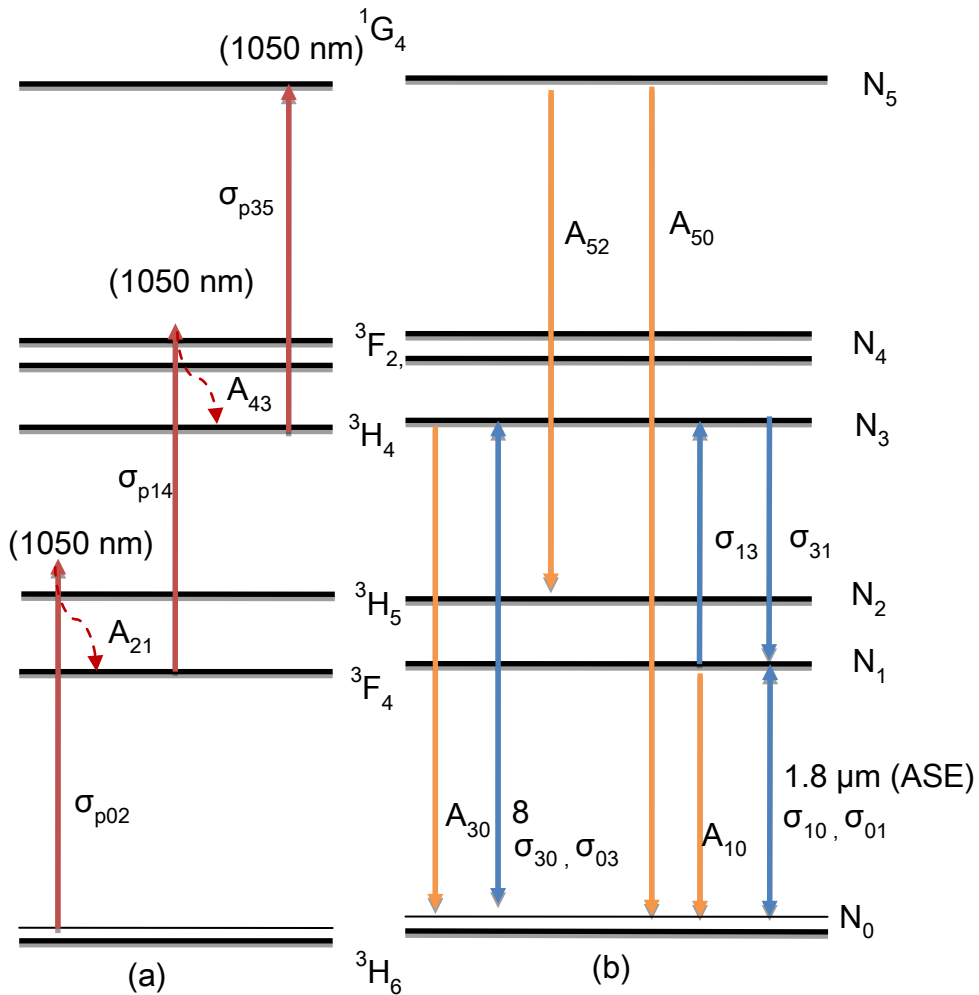 (1050 nm) ¹G₄
N₅
σₚ₃₅
A₅₂
A₅₀
(1050 nm)
³F₂,
N₄
A₄₃
³H₄
N₃
σₚ₁₄
σ₁₃
σ₃₁
(1050 nm)
³H₅
N₂
A₂₁
³F₄
N₁
σₚ₀₂
1.8 μm (ASE)
A₃₀
8
σ₃₀ , σ₀₃
A₁₀
σ₁₀ , σ₀₁
N₀
(a)
³H₆
(b)